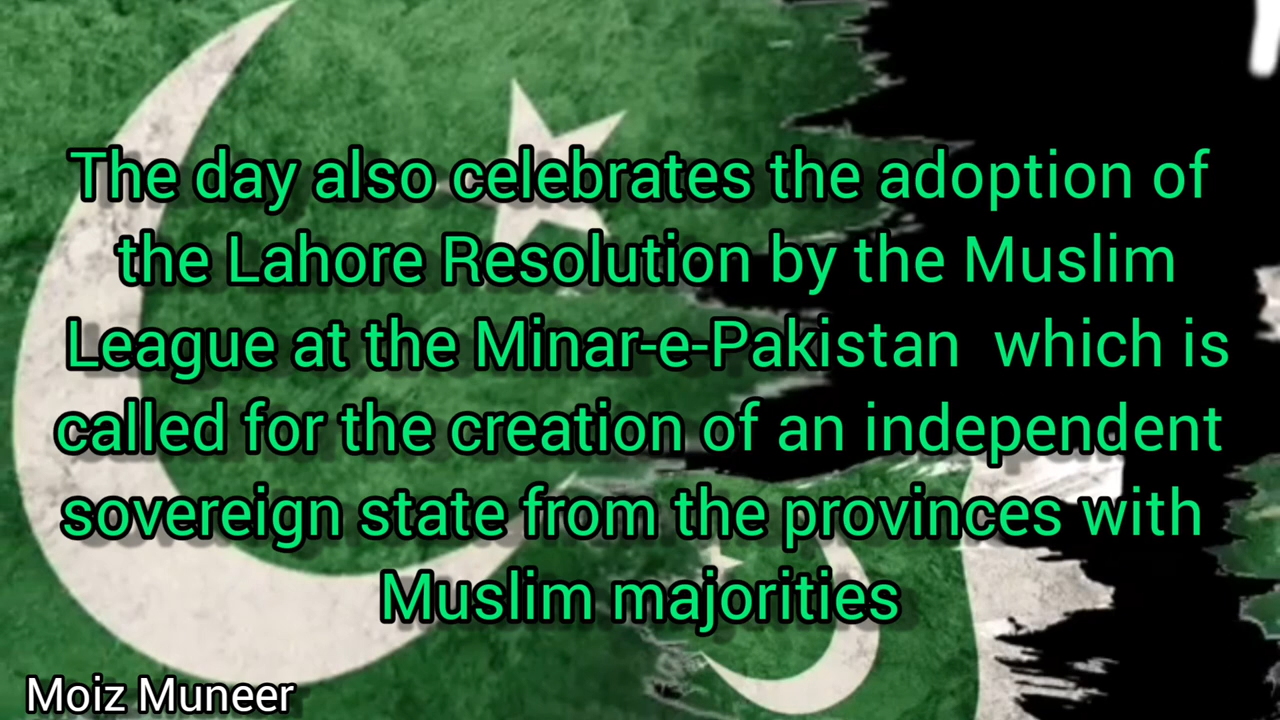 The day also celebrates the adoption of
the Lahore Resolution by the Muslim
League at the Minar-e-Pakistan  which is
called for the creation of an independent
sovereign state from the provinces with
Muslim majorities
Moiz Muneer